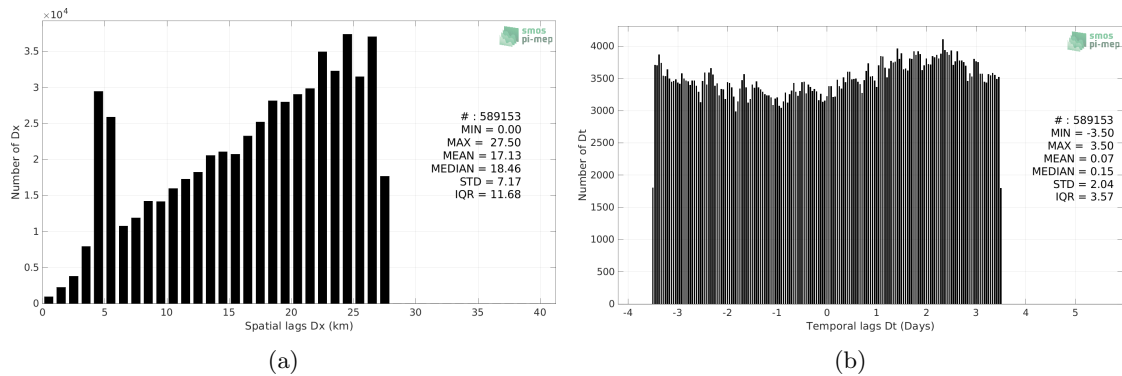 ×10⁴
3.5
3
2.5
2
1.5
1
0.5
0
Number of Dx
smos
pi-mep
# : 589153
MIN = 0.00
MAX = 27.50
MEAN = 17.13
MEDIAN = 18.46
STD = 7.17
IQR = 11.68
0 5 10 15 20 25 30 35 40
Spatial lags Dx (km)
(a)
4000
3500
3000
2500
2000
1500
1000
500
0
Number of Dt
smos
pi-mep
# : 589153
MIN = -3.50
MAX = 3.50
MEAN = 0.07
MEDIAN = 0.15
STD = 2.04
IQR = 3.57
-4 -3 -2 -1 0 1 2 3 4 5
Temporal lags Dt (Days)
(b)